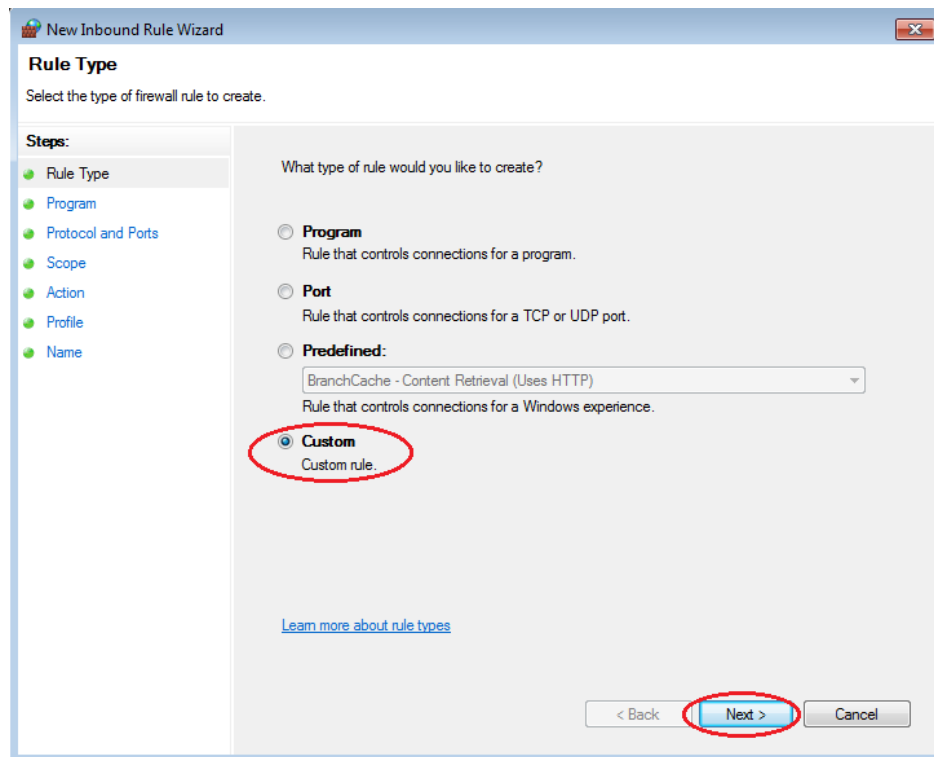 New Inbound Rule Wizard
Rule Type
Select the type of firewall rule to create.
Steps:
Rule Type
Program
Protocol and Ports
Scope
Action
Profile
Name
What type of rule would you like to create?
Program
Rule that controls connections for a program.
Port
Rule that controls connections for a TCP or UDP port.
Predefined:
BranchCache - Content Retrieval (Uses HTTP)
Rule that controls connections for a Windows experience.
Custom
Custom rule.
Learn more about rule types
< Back Next > Cancel